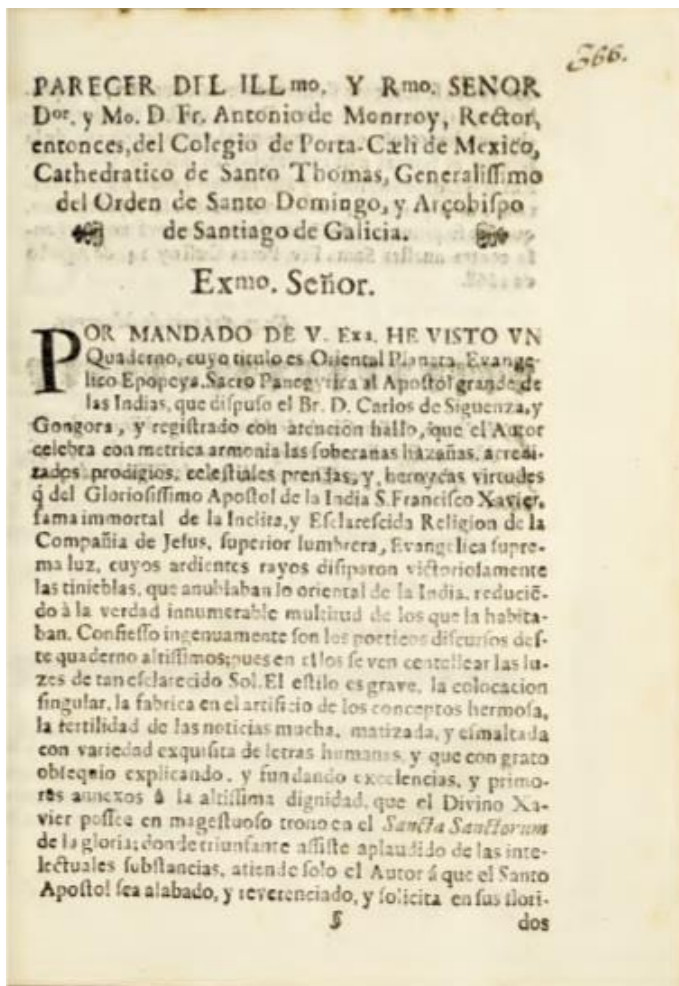 366.
PARECER DEL ILLmo. Y Rmo. SEÑOR
Dor. y Mo. D. Fr. Antonio de Monrroy, Rector,
entonces, del Colegio de Porta-Cæli de Mexico,
Cathedratico de Santo Thomas, Generalissimo
del Orden de Santo Domingo, y Arçobispo
de Santiago de Galicia.
Exmo. Señor.
POR MANDADO DE V. Exa. HE VISTO VN
Quaderno, cuyo titulo es Oriental Planeta, Evange-
lico Epopeya. Sacro Panegyrica al Apostol grande de
las Indias, que dispuso el Br. D. Carlos de Siguenza, y
Gongora, y registrado con atencion hallo, que el Autor
celebra con metrica armonia las soberanas hazañas, acredi-
tados prodigios, celestiales prendas, y, heroycas virtudes
q̃ del Gloriosissimo Apostol de la India S. Francisco Xavier,
fama immortal de la Inclita, y Esclarescida Religion de la
Compañia de Jesus, superior lumbrera, Evangelica supre-
ma luz, cuyos ardientes rayos disiparon victoriosamente
las tinieblas, que anublaban lo oriental de la India, reduciẽ-
do à la verdad innumerable multitud de los que la habita-
ban. Confiesso ingenuamente son los poeticos discursos des-
te quaderno altissimos; pues en ellos se ven centellear las lu-
zes de tan esclarecido Sol. El estilo es grave, la colocacion
singular, la fabrica en el artificio de los conceptos hermosa,
la fertilidad de las noticias mucha, matizada, y esmaltada
con variedad exquisita de letras humanas, y que con grato
obsequio explicando, y fundando excelencias, y primo-
res annexos á la altissima dignidad, que el Divino Xa-
vier possee en magestuoso trono en el Sancta Sanctorum
de la gloria; donde triunfante assiste aplaudido de las inte-
lectuales substancias, atiende solo el Autor á que el Santo
Apostol sea alabado, y reverenciado, y solicita en sus flori-
§ dos